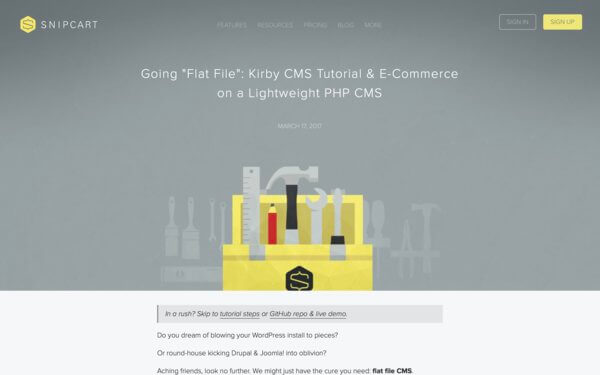 SNIPCART
FEATURES RESOURCES PRICING BLOG MORE
SIGN IN SIGN UP
Going "Flat File": Kirby CMS Tutorial & E-Commerce
on a Lightweight PHP CMS
MARCH 17, 2017
In a rush? Skip to tutorial steps or GitHub repo & live demo.
Do you dream of blowing your WordPress install to pieces?
Or round-house kicking Drupal & Joomla! into oblivion?
Aching friends, look no further. We might just have the cure you need: flat file CMS.